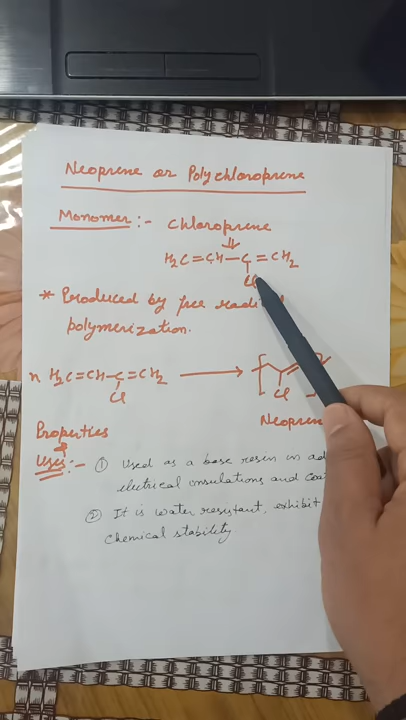 Neoprene or Polychloroprene
Monomer :- Chloroprene
H2C=CH-C=CH2
Cl
* Produced by free radical
polymerization.
n H2C=CH-C=CH2
Cl
Cl
Properties
Uses :- ① Used as a base resin in
electrical insulations and
② It is water resistant, exhibit
chemical stability